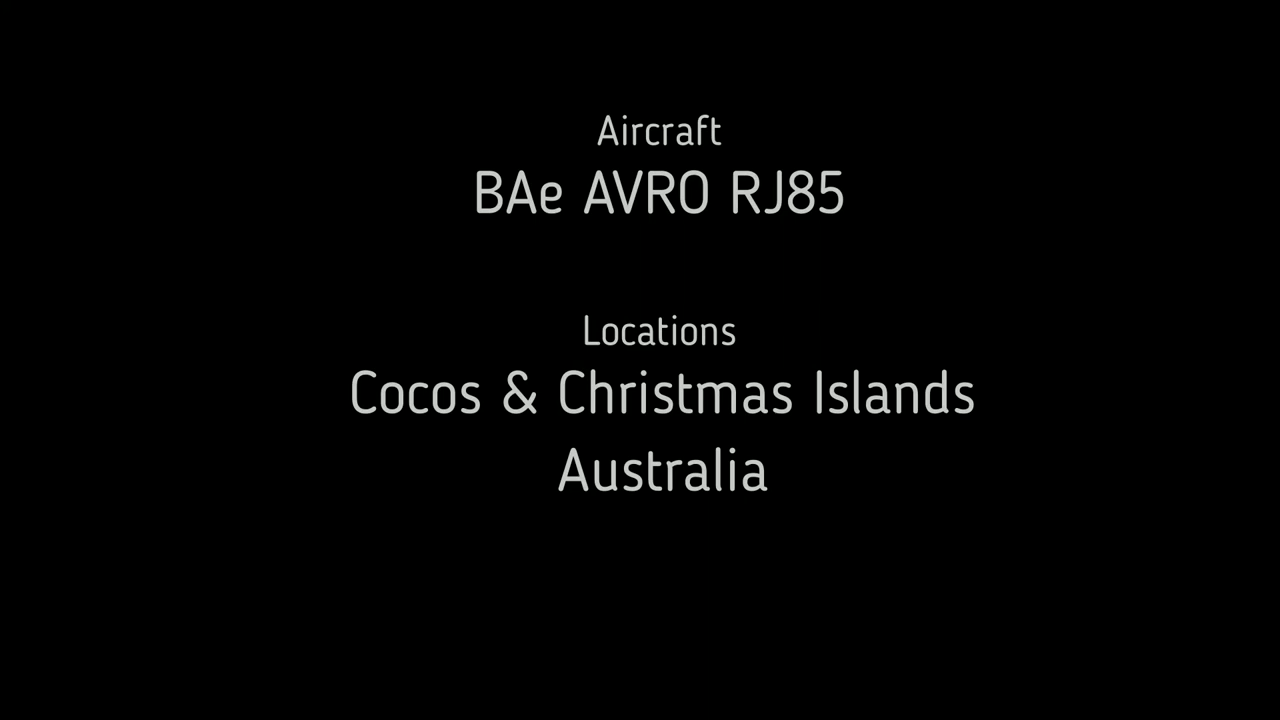 Aircraft
BAe AVRO RJ85
Locations
Cocos & Christmas Islands
Australia